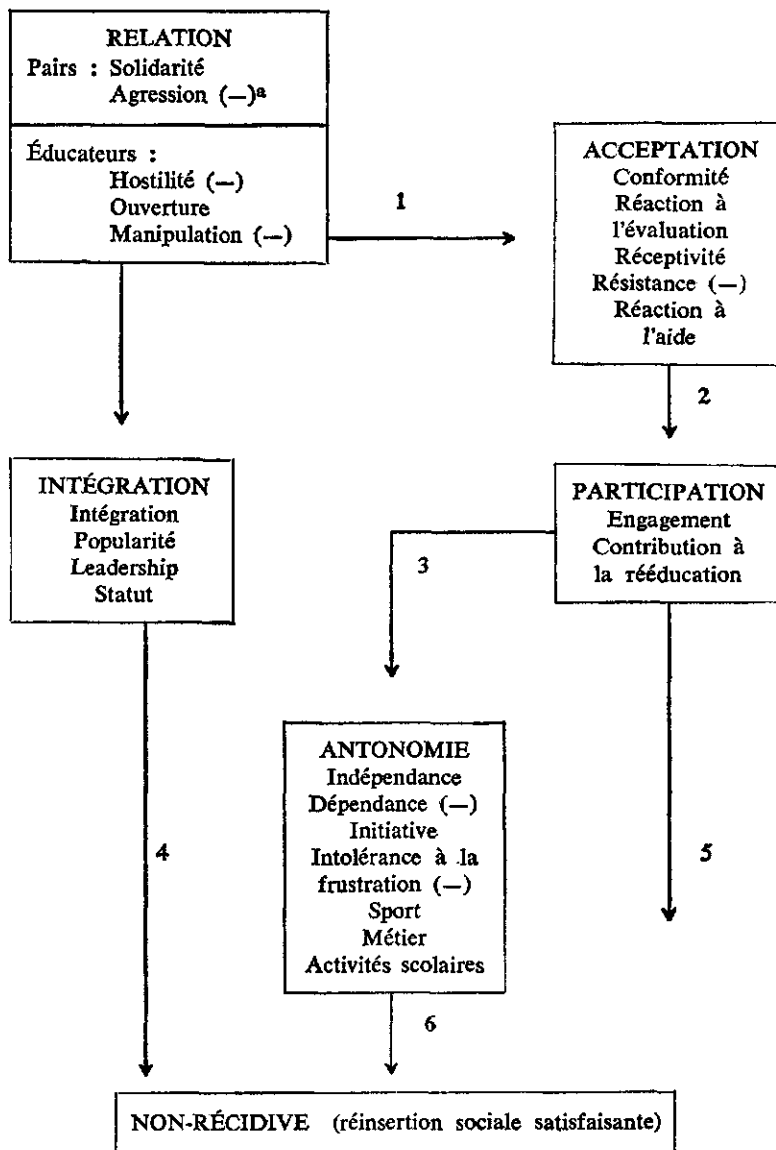 RELATION
Pairs : Solidarité
Agression (—)ª
Éducateurs :
Hostilité (—)
Ouverture
Manipulation (—)
1
ACCEPTATION
Conformité
Réaction à
l'évaluation
Réceptivité
Résistance (—)
Réaction à
l'aide
2
INTÉGRATION
Intégration
Popularité
Leadership
Statut
PARTICIPATION
Engagement
Contribution à
la rééducation
3
ANTONOMIE
Indépendance
Dépendance (—)
Initiative
Intolérance à la
frustration (—)
Sport
Métier
Activités scolaires
4
5
6
NON-RÉCIDIVE (réinsertion sociale satisfaisante)